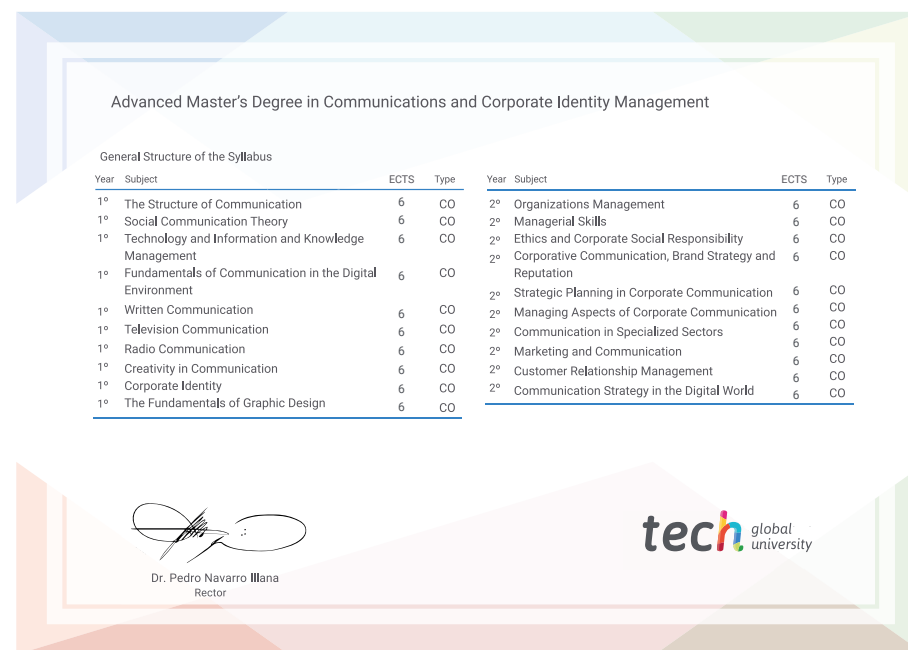 Advanced Master's Degree in Communications and Corporate Identity Management
General Structure of the Syllabus
Year Subject ECTS Type
1º The Structure of Communication 6 CO
1º Social Communication Theory 6 CO
1º Technology and Information and Knowledge 6 CO
Management
1º Fundamentals of Communication in the Digital 6 CO
Environment
1º Written Communication 6 CO
1º Television Communication 6 CO
1º Radio Communication 6 CO
1º Creativity in Communication 6 CO
1º Corporate Identity 6 CO
1º The Fundamentals of Graphic Design 6 CO
Year Subject ECTS Type
2º Organizations Management 6 CO
2º Managerial Skills 6 CO
2º Ethics and Corporate Social Responsibility 6 CO
2º Corporative Communication, Brand Strategy and 6 CO
Reputation
2º Strategic Planning in Corporate Communication 6 CO
2º Managing Aspects of Corporate Communication 6 CO
2º Communication in Specialized Sectors 6 CO
2º Marketing and Communication 6 CO
2º Customer Relationship Management 6 CO
2º Communication Strategy in the Digital World 6 CO
Dr. Pedro Navarro Illana
Rector
tech global
university